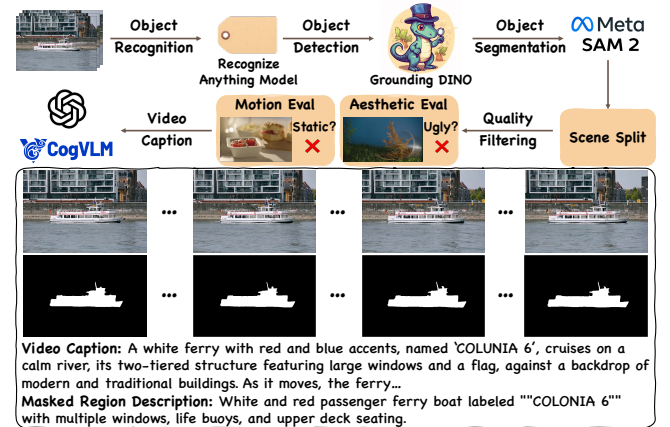 Object
Recognition
Recognize
Anything Model
Object
Detection
Grounding DINO
Object
Segmentation
Meta
SAM 2
Video
Caption
CogVLM
Motion Eval
Static?
Aesthetic Eval
Ugly?
Quality
Filtering
Scene Split
... ... ...
... ... ...
Video Caption: A white ferry with red and blue accents, named ‘COLUNIA 6’, cruises on a
calm river, its two-tiered structure featuring large windows and a flag, against a backdrop of
modern and traditional buildings. As it moves, the ferry...
Masked Region Description: White and red passenger ferry boat labeled ""COLONIA 6""
with multiple windows, life buoys, and upper deck seating.